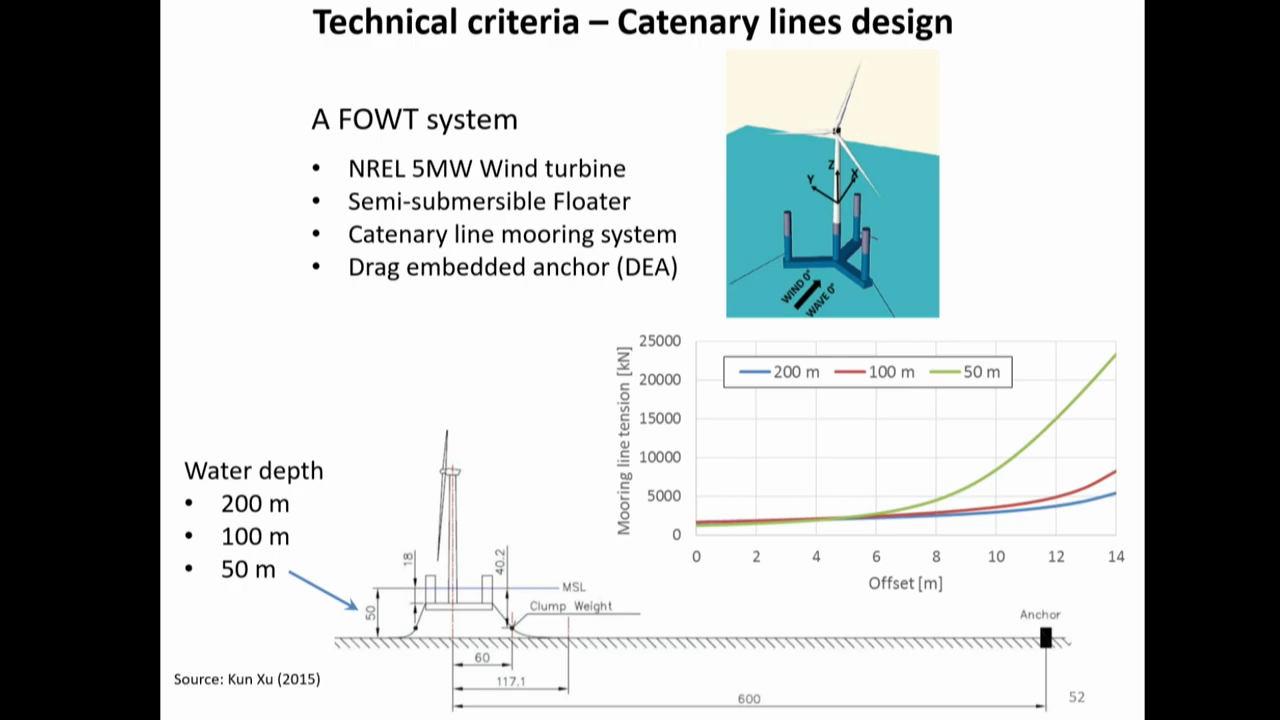 Technical criteria – Catenary lines design
A FOWT system
• NREL 5MW Wind turbine
• Semi-submersible Floater
• Catenary line mooring system
• Drag embedded anchor (DEA)
Z
Y
X
WIND 0°
WAVE 0°
Mooring line tension [kN]
25000
20000
15000
10000
5000
0
200 m 100 m 50 m
0 2 4 6 8 10 12 14
Offset [m]
Water depth
• 200 m
• 100 m
• 50 m
18
40.2
50
MSL
Clump Weight
Anchor
60
117.1
600
Source: Kun Xu (2015)
52